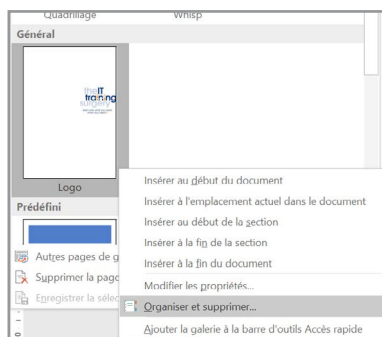 Quadrillage
Whisp
Général
the IT
training
surgery
Logo
Prédéfini
Insérer au début du document
Insérer à l'emplacement actuel dans le document
Insérer au début de la section
Insérer à la fin de la section
Insérer à la fin du document
Modifier les propriétés...
Organiser et supprimer...
Ajouter la galerie à la barre d'outils Accès rapide
Autres pages de g
Supprimer la page
Enregistrer la sélec